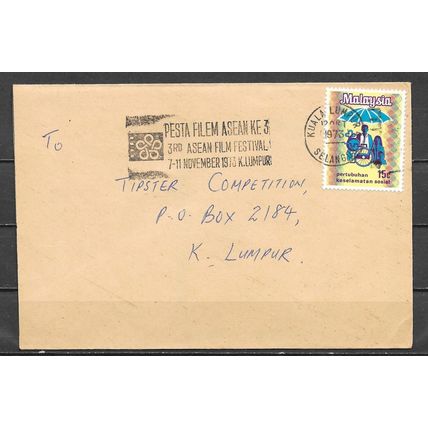 PESTA FILEM ASEAN KE 3
3RD ASEAN FILM FESTIVAL
7-11 NOVEMBER 1973 K.LUMPUR
KUALA LUMPUR
1973
SELANGOR
Malaysia
15c
pertubuhan
keselamatan sosial
To
TIPSTER COMPETITION,
P.O. BOX 2184,
K. LUMPUR.